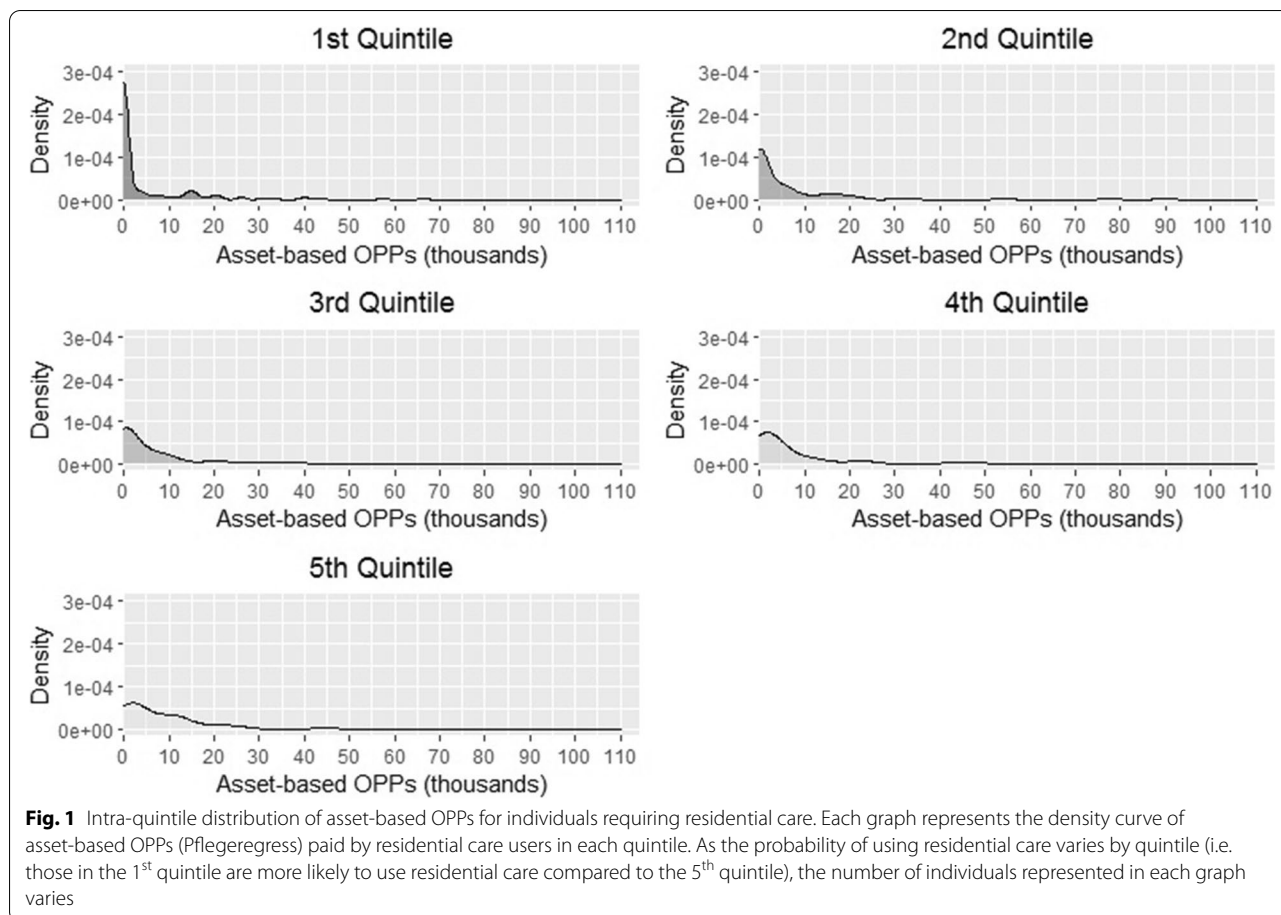 1st Quintile
3e-04
2e-04
1e-04
0e+00
Density
0 10 20 30 40 50 60 70 80 90 100 110
Asset-based OPPs (thousands)
2nd Quintile
3e-04
2e-04
1e-04
0e+00
Density
0 10 20 30 40 50 60 70 80 90 100 110
Asset-based OPPs (thousands)
3rd Quintile
3e-04
2e-04
1e-04
0e+00
Density
0 10 20 30 40 50 60 70 80 90 100 110
Asset-based OPPs (thousands)
4th Quintile
3e-04
2e-04
1e-04
0e+00
Density
0 10 20 30 40 50 60 70 80 90 100 110
Asset-based OPPs (thousands)
5th Quintile
3e-04
2e-04
1e-04
0e+00
Density
0 10 20 30 40 50 60 70 80 90 100 110
Asset-based OPPs (thousands)
Fig. 1 Intra-quintile distribution of asset-based OPPs for individuals requiring residential care. Each graph represents the density curve of
asset-based OPPs (Pflegeregress) paid by residential care users in each quintile. As the probability of using residential care varies by quintile (i.e.
those in the 1st quintile are more likely to use residential care compared to the 5th quintile), the number of individuals represented in each graph
varies